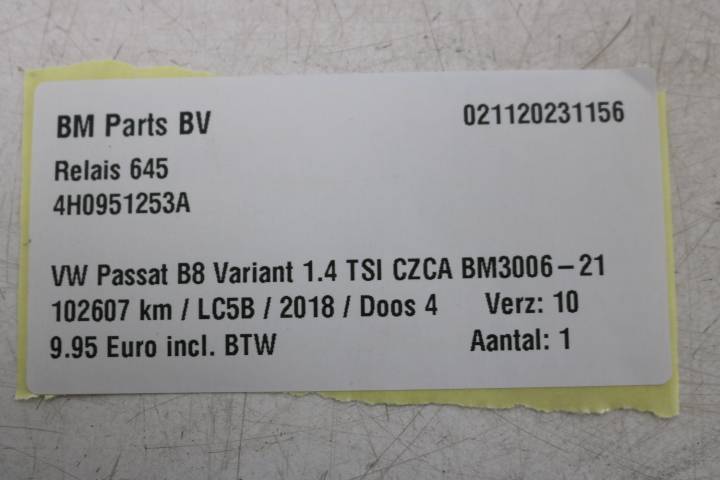 BM Parts BV 021120231156
Relais 645
4H0951253A
VW Passat B8 Variant 1.4 TSI CZCA BM3006-21
102607 km / LC5B / 2018 / Doos 4 Verz: 10
9.95 Euro incl. BTW Aantal: 1